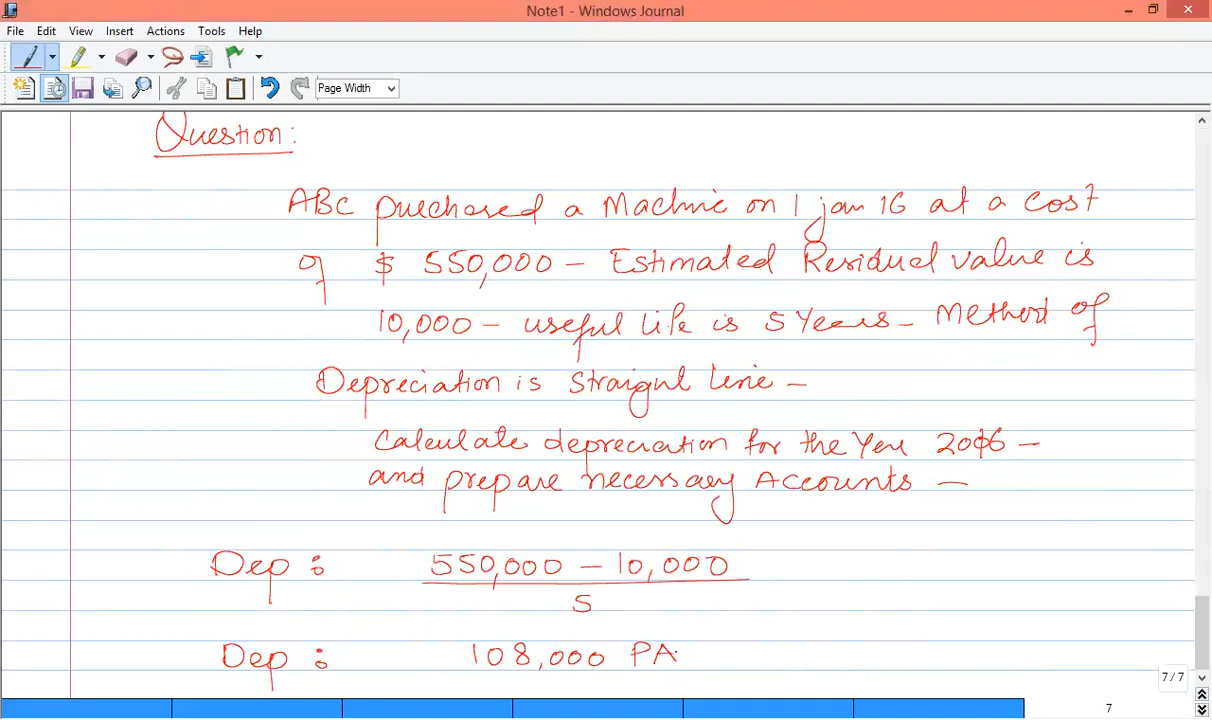 Note1 - Windows Journal
File Edit View Insert Actions Tools Help
Page Width
Question:
ABC purchased a Machine on 1 jan 16 at a cost
of $ 550,000 - Estimated Residual value is
10,000 - useful life is 5 Years - Method of
Depreciation is straight line -
Calculate depreciation for the Year 2016 -
and prepare necessary Accounts -
Dep : 550,000 - 10,000
5
Dep : 108,000 PA
7 / 7
7